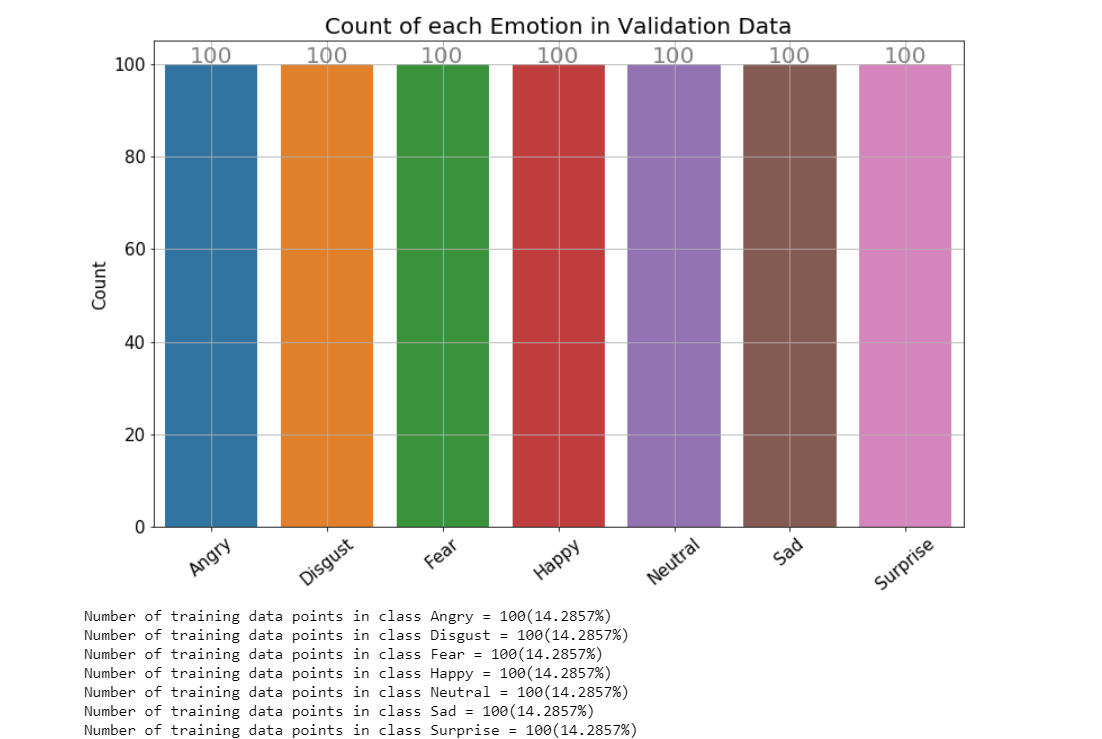 Count of each Emotion in Validation Data
100 100 100 100 100 100 100
100
80
60
40
20
0
Count
Angry Disgust Fear Happy Neutral Sad Surprise
Number of training data points in class Angry = 100(14.2857%)
Number of training data points in class Disgust = 100(14.2857%)
Number of training data points in class Fear = 100(14.2857%)
Number of training data points in class Happy = 100(14.2857%)
Number of training data points in class Neutral = 100(14.2857%)
Number of training data points in class Sad = 100(14.2857%)
Number of training data points in class Surprise = 100(14.2857%)